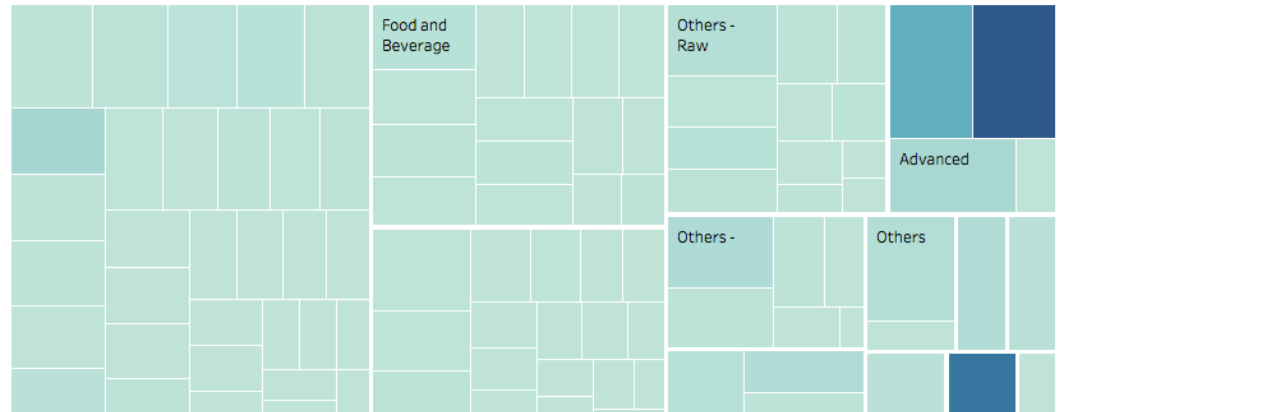 Food and
Beverage
Others -
Raw
Advanced
Others -
Others